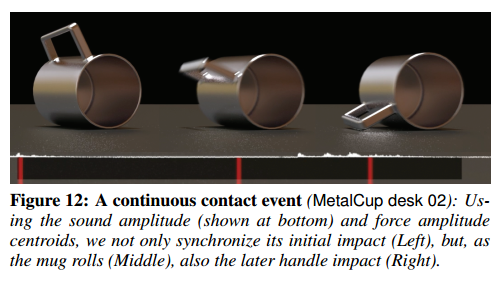 Figure 12: A continuous contact event (MetalCup desk 02): Us-
ing the sound amplitude (shown at bottom) and force amplitude
centroids, we not only synchronize its initial impact (Left), but, as
the mug rolls (Middle), also the later handle impact (Right).